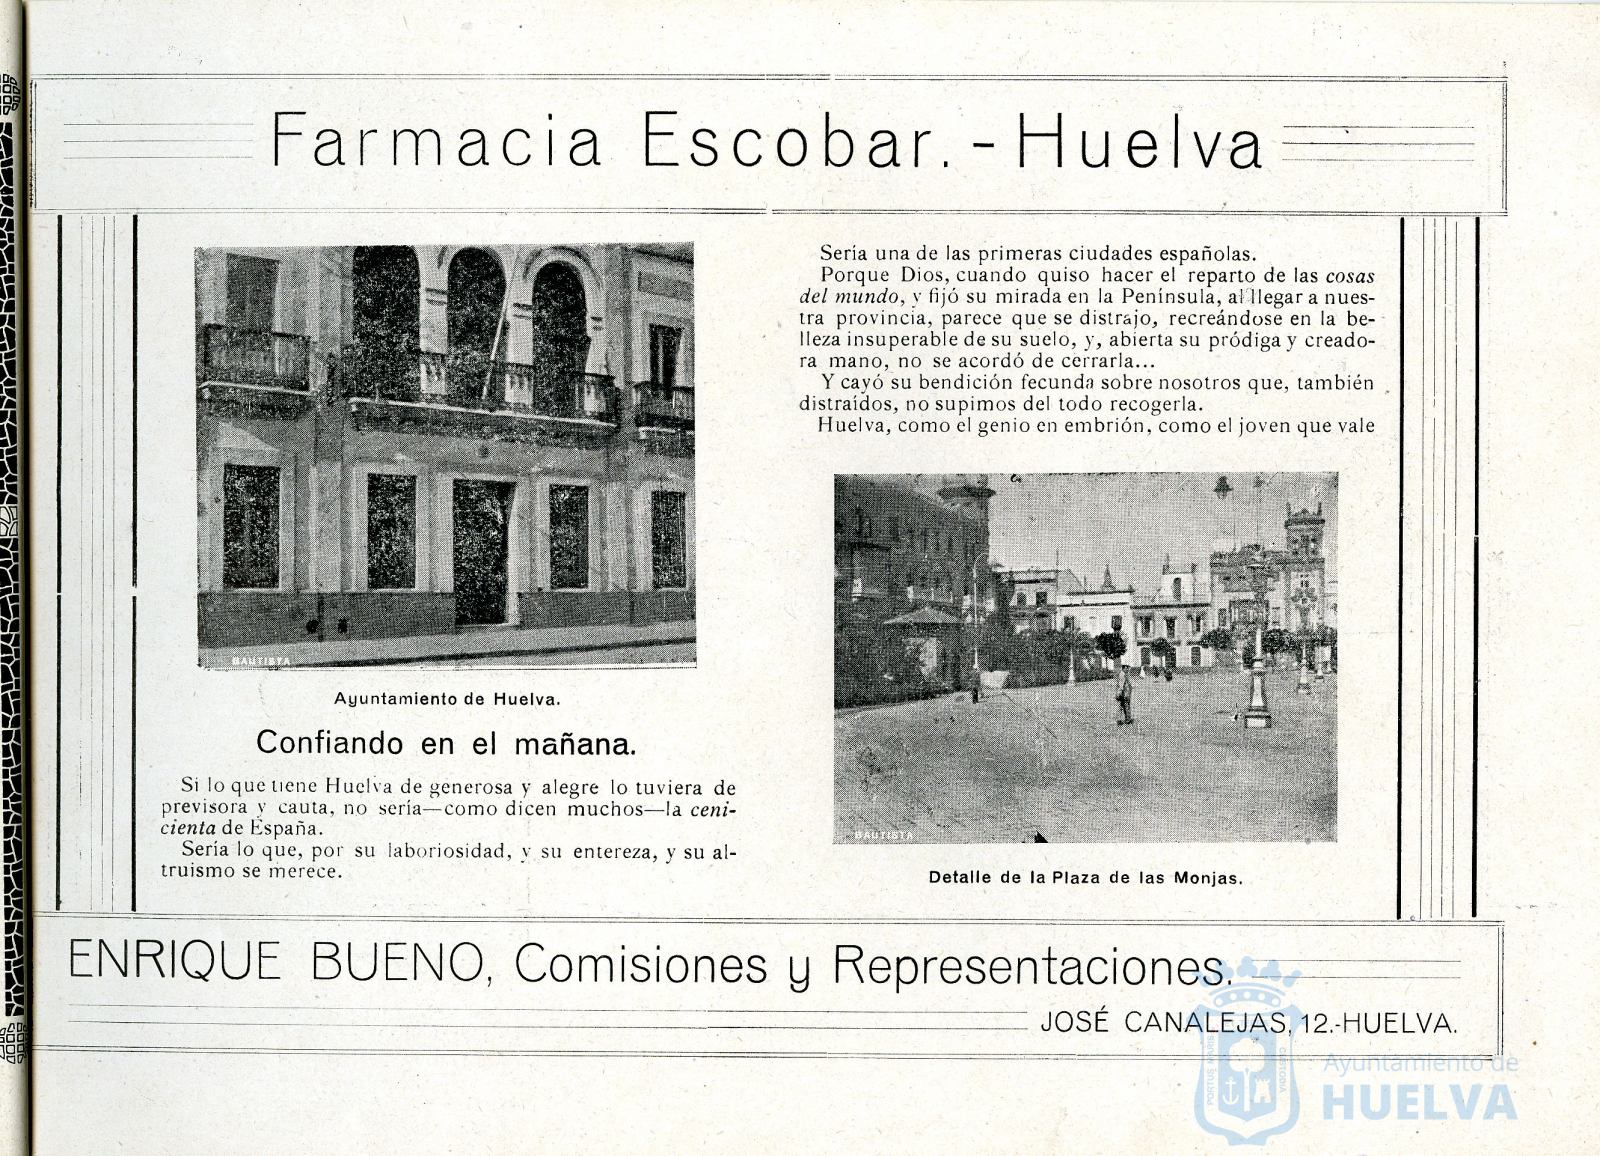 Farmacia Escobar.-Huelva
BAUTISTA
Ayuntamiento de Huelva.
Confiando en el mañana.
Si lo que tiene Huelva de generosa y alegre lo tuviera de
previsora y cauta, no sería—como dicen muchos—la ceni-
cienta de España.
Sería lo que, por su laboriosidad, y su entereza, y su al-
truismo se merece.
Sería una de las primeras ciudades españolas.
Porque Dios, cuando quiso hacer el reparto de las cosas
del mundo, y fijó su mirada en la Península, al llegar a nues-
tra provincia, parece que se distrajo, recreándose en la be-
lleza insuperable de su suelo, y, abierta su pródiga y creado-
ra mano, no se acordó de cerrarla...
Y cayó su bendición fecunda sobre nosotros que, también
distraídos, no supimos del todo recogerla.
Huelva, como el genio en embrión, como el joven que vale
BAUTISTA
Detalle de la Plaza de las Monjas.
ENRIQUE BUENO, Comisiones y Representaciones.
JOSÉ CANALEJAS, 12.-HUELVA.
PORTUS MARIS
CUSTODIA
Ayuntamiento de
HUELVA